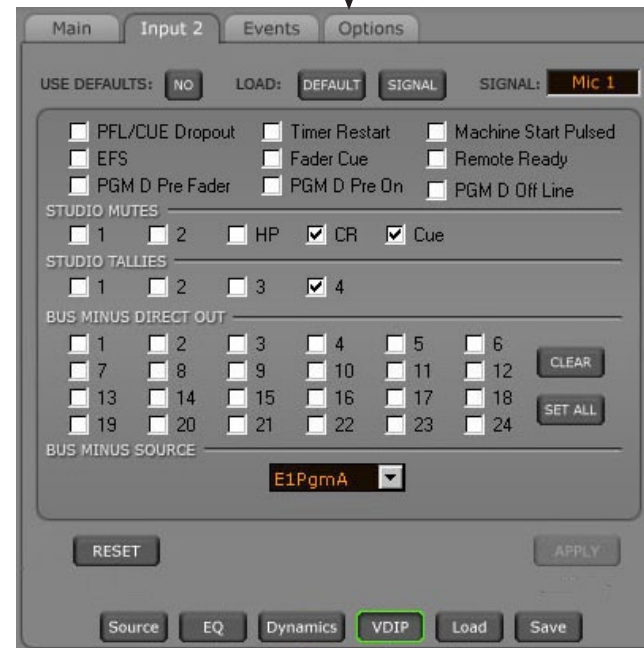 Main Input 2 Events Options
USE DEFAULTS: NO LOAD: DEFAULT SIGNAL SIGNAL: Mic 1
PFL/CUE Dropout Timer Restart Machine Start Pulsed
EFS Fader Cue Remote Ready
PGM D Pre Fader PGM D Pre On PGM D Off Line
STUDIO MUTES
1 2 HP CR Cue
STUDIO TALLIES
1 2 3 4
BUS MINUS DIRECT OUT
1 2 3 4 5 6
7 8 9 10 11 12 CLEAR
13 14 15 16 17 18
19 20 21 22 23 24 SET ALL
BUS MINUS SOURCE
E1PgmA
RESET APPLY
Source EQ Dynamics VDIP Load Save